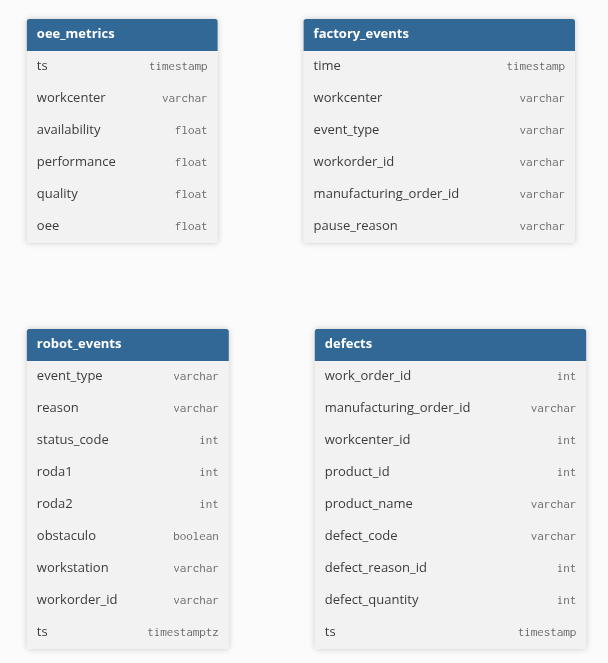 oee_metrics
ts timestamp
workcenter varchar
availability float
performance float
quality float
oee float
factory_events
time timestamp
workcenter varchar
event_type varchar
workorder_id varchar
manufacturing_order_id varchar
pause_reason varchar
robot_events
event_type varchar
reason varchar
status_code int
roda1 int
roda2 int
obstaculo boolean
workstation varchar
workorder_id varchar
ts timestamptz
defects
work_order_id int
manufacturing_order_id varchar
workcenter_id int
product_id int
product_name varchar
defect_code varchar
defect_reason_id int
defect_quantity int
ts timestamp